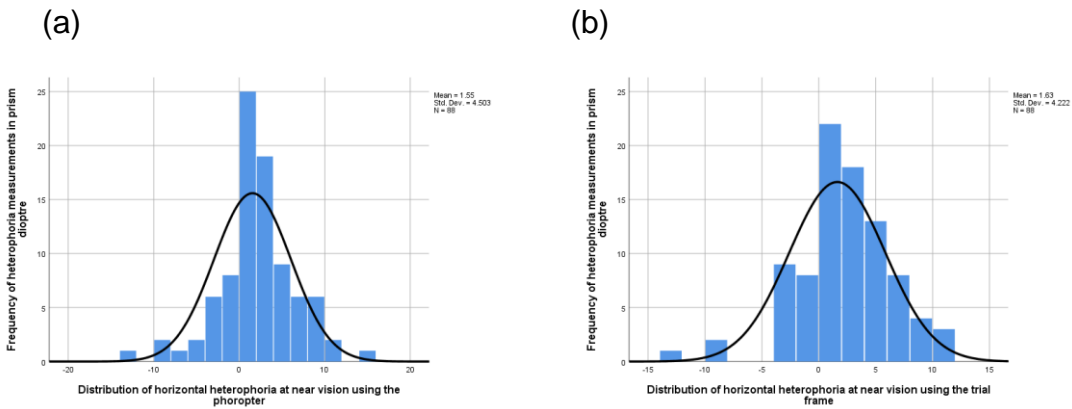 (a)
(b)
Frequency of heterophoria measurements in prism
dioptre
25
20
15
10
5
0
-20
-10
0
10
20
Distribution of horizontal heterophoria at near vision using the
phoropter
Mean = 1.55
Std. Dev. = 4.503
N = 88
Frequency of heterophoria measurements in prism
dioptre
25
20
15
10
5
0
-15
-10
-5
0
5
10
15
Distribution of horizontal heterophoria at near vision using the trial
frame
Mean = 1.63
Std. Dev. = 4.222
N = 88